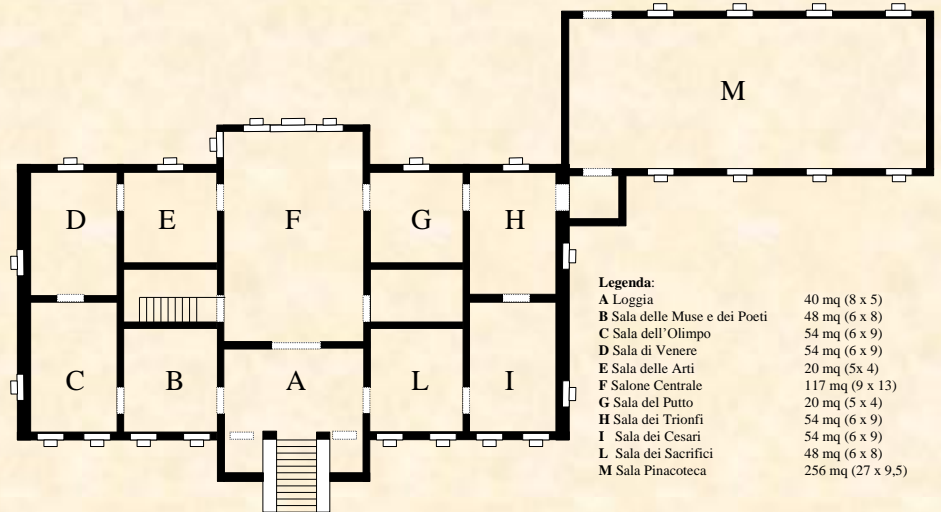 M
D E F G H
C B A L I
Legenda:
A Loggia 40 mq (8 x 5)
B Sala delle Muse e dei Poeti 48 mq (6 x 8)
C Sala dell'Olimpo 54 mq (6 x 9)
D Sala di Venere 54 mq (6 x 9)
E Sala delle Arti 20 mq (5x 4)
F Salone Centrale 117 mq (9 x 13)
G Sala del Putto 20 mq (5 x 4)
H Sala dei Trionfi 54 mq (6 x 9)
I Sala dei Cesari 54 mq (6 x 9)
L Sala dei Sacrifici 48 mq (6 x 8)
M Sala Pinacoteca 256 mq (27 x 9,5)